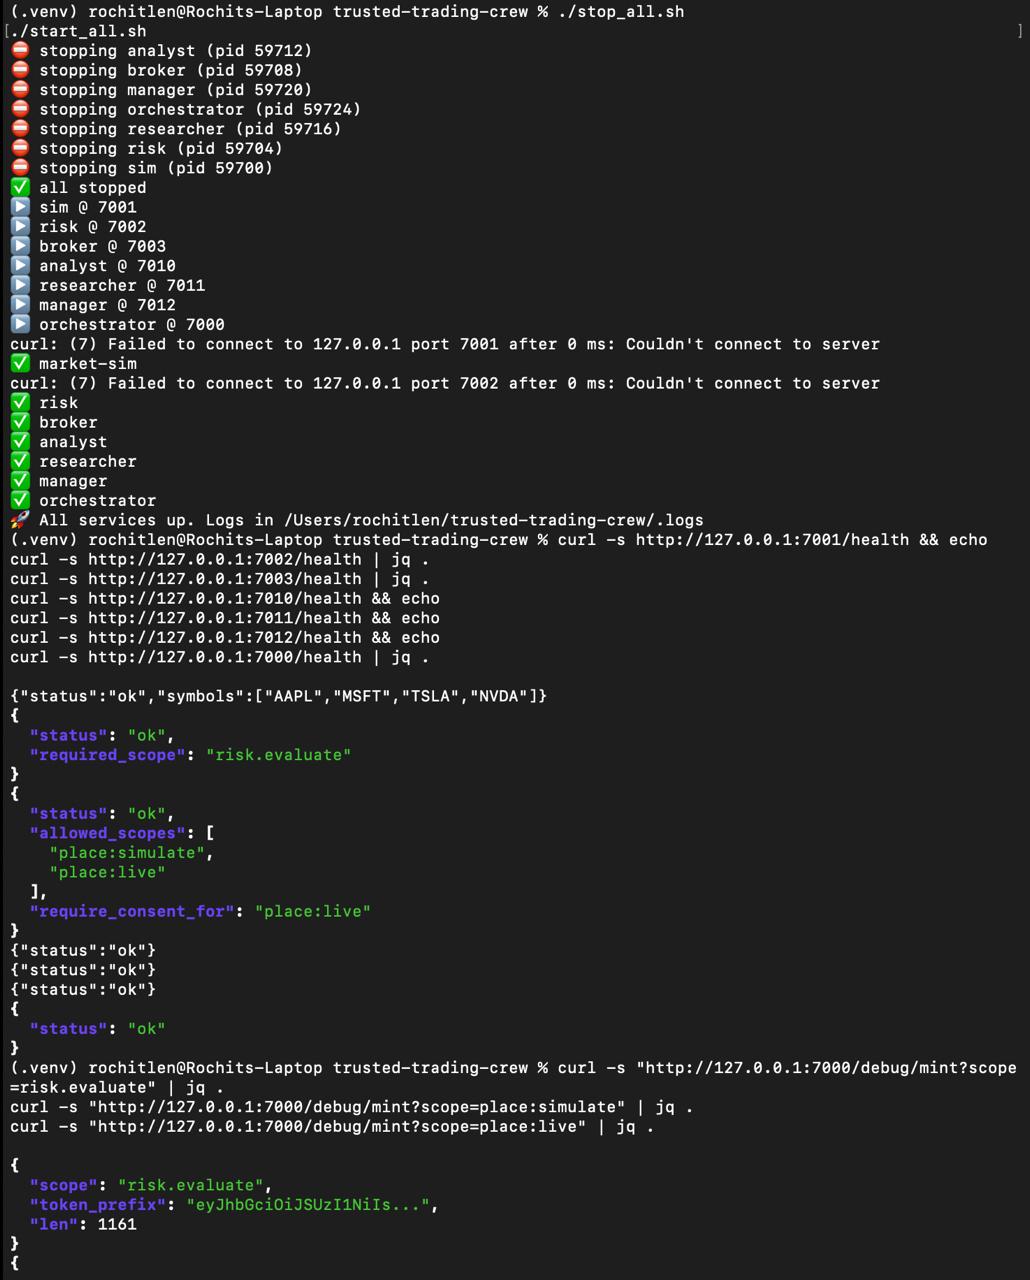 (.venv) rochitlen@Rochits-Laptop trusted-trading-crew % ./stop_all.sh
[./start_all.sh ]
⛔ stopping analyst (pid 59712)
⛔ stopping broker (pid 59708)
⛔ stopping manager (pid 59720)
⛔ stopping orchestrator (pid 59724)
⛔ stopping researcher (pid 59716)
⛔ stopping risk (pid 59704)
⛔ stopping sim (pid 59700)
✅ all stopped
▶️ sim @ 7001
▶️ risk @ 7002
▶️ broker @ 7003
▶️ analyst @ 7010
▶️ researcher @ 7011
▶️ manager @ 7012
▶️ orchestrator @ 7000
curl: (7) Failed to connect to 127.0.0.1 port 7001 after 0 ms: Couldn't connect to server
✅ market-sim
curl: (7) Failed to connect to 127.0.0.1 port 7002 after 0 ms: Couldn't connect to server
✅ risk
✅ broker
✅ analyst
✅ researcher
✅ manager
✅ orchestrator
🚀 All services up. Logs in /Users/rochitlen/trusted-trading-crew/.logs
(.venv) rochitlen@Rochits-Laptop trusted-trading-crew % curl -s http://127.0.0.1:7001/health && echo
curl -s http://127.0.0.1:7002/health | jq .
curl -s http://127.0.0.1:7003/health | jq .
curl -s http://127.0.0.1:7010/health && echo
curl -s http://127.0.0.1:7011/health && echo
curl -s http://127.0.0.1:7012/health && echo
curl -s http://127.0.0.1:7000/health | jq .
{"status":"ok","symbols":["AAPL","MSFT","TSLA","NVDA"]}
{
  "status": "ok",
  "required_scope": "risk.evaluate"
}
{
  "status": "ok",
  "allowed_scopes": [
    "place:simulate",
    "place:live"
  ],
  "require_consent_for": "place:live"
}
{"status":"ok"}
{"status":"ok"}
{"status":"ok"}
{
  "status": "ok"
}
(.venv) rochitlen@Rochits-Laptop trusted-trading-crew % curl -s "http://127.0.0.1:7000/debug/mint?scope
=risk.evaluate" | jq .
curl -s "http://127.0.0.1:7000/debug/mint?scope=place:simulate" | jq .
curl -s "http://127.0.0.1:7000/debug/mint?scope=place:live" | jq .
{
  "scope": "risk.evaluate",
  "token_prefix": "eyJhbGciOiJSUzI1NiIs...",
  "len": 1161
}
{